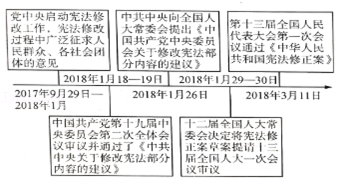 党中央启动宪法修
改工作，宪法修改
过程中广泛征求人
民群众、各社会团
体的意见
中共中央向全国人
大常委会提出《中
国共产党中央委员
会关于修改宪法部
分内容的建议》
第十三届全国人民
代表大会第一次会
议通过《中华人民
共和国宪法修正案》
2018年1月18—19日
2018年1月29—30日
2017年9月29日—
2018年1月
2018年1月26日
2018年3月11日
中国共产党第十九届中
央委员会第二次全体会
议审议并通过了《中共
中央关于修改宪法部分
内容的建议》
十二届全国人大常
委会决定将宪法修
正案草案提请十三
届全国人大一次会
议审议